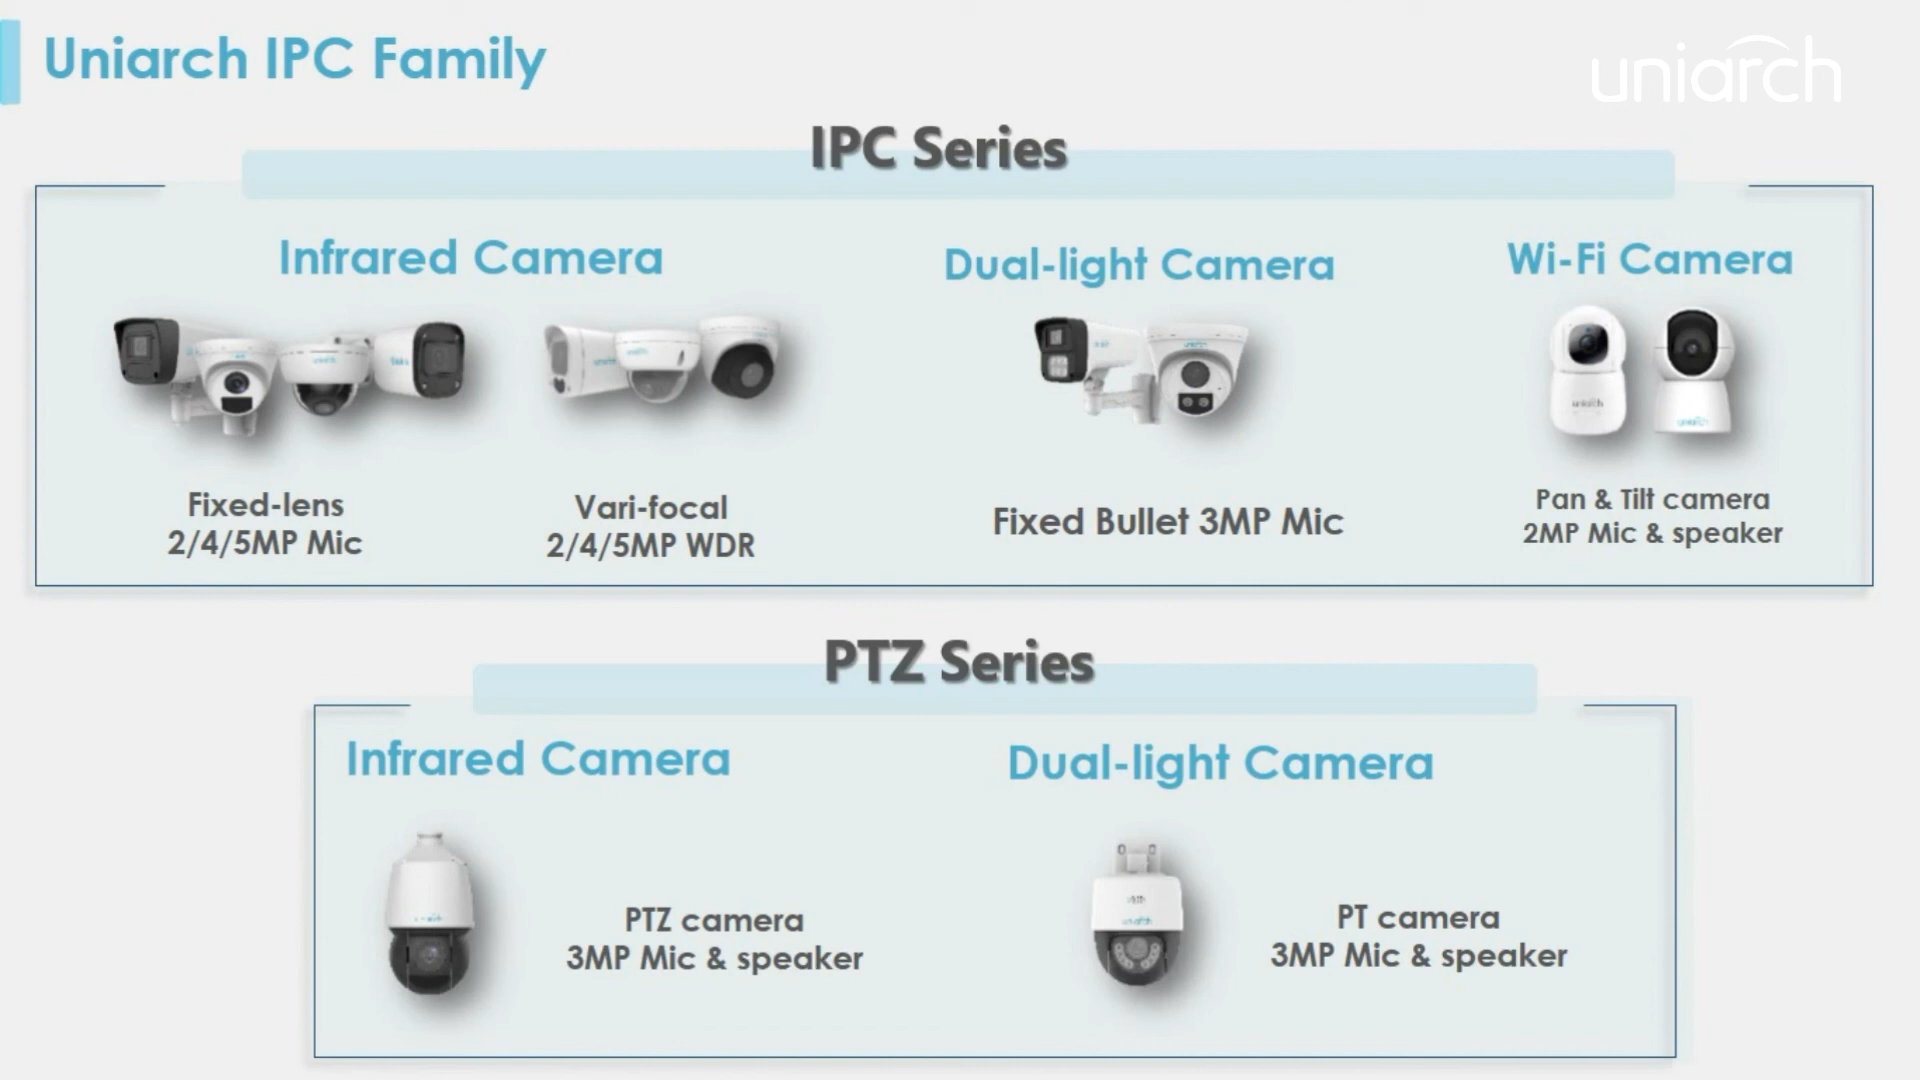 Uniarch IPC Family
uniarch
IPC Series
Infrared Camera
Dual-light Camera
Wi-Fi Camera
Fixed-lens
2/4/5MP Mic
Vari-focal
2/4/5MP WDR
Fixed Bullet 3MP Mic
Pan & Tilt camera
2MP Mic & speaker
PTZ Series
Infrared Camera
Dual-light Camera
PTZ camera
3MP Mic & speaker
PT camera
3MP Mic & speaker